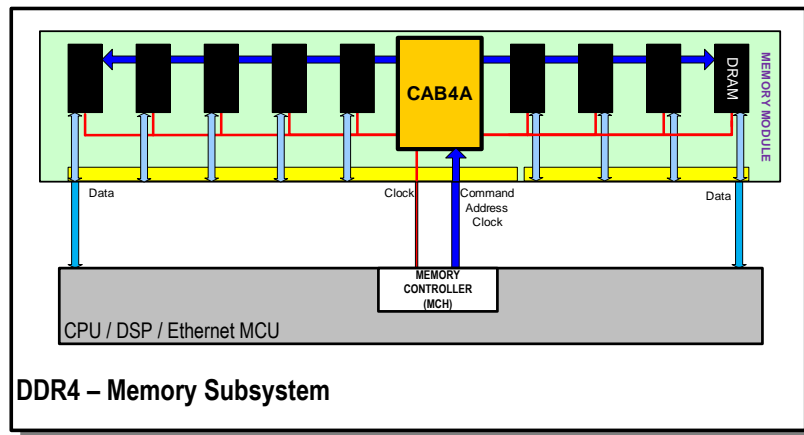 CAB4A
DRAM
MEMORY MODULE
Data
Clock
Command
Address
Clock
Data
MEMORY
CONTROLLER
(MCH)
CPU / DSP / Ethernet MCU
DDR4 – Memory Subsystem